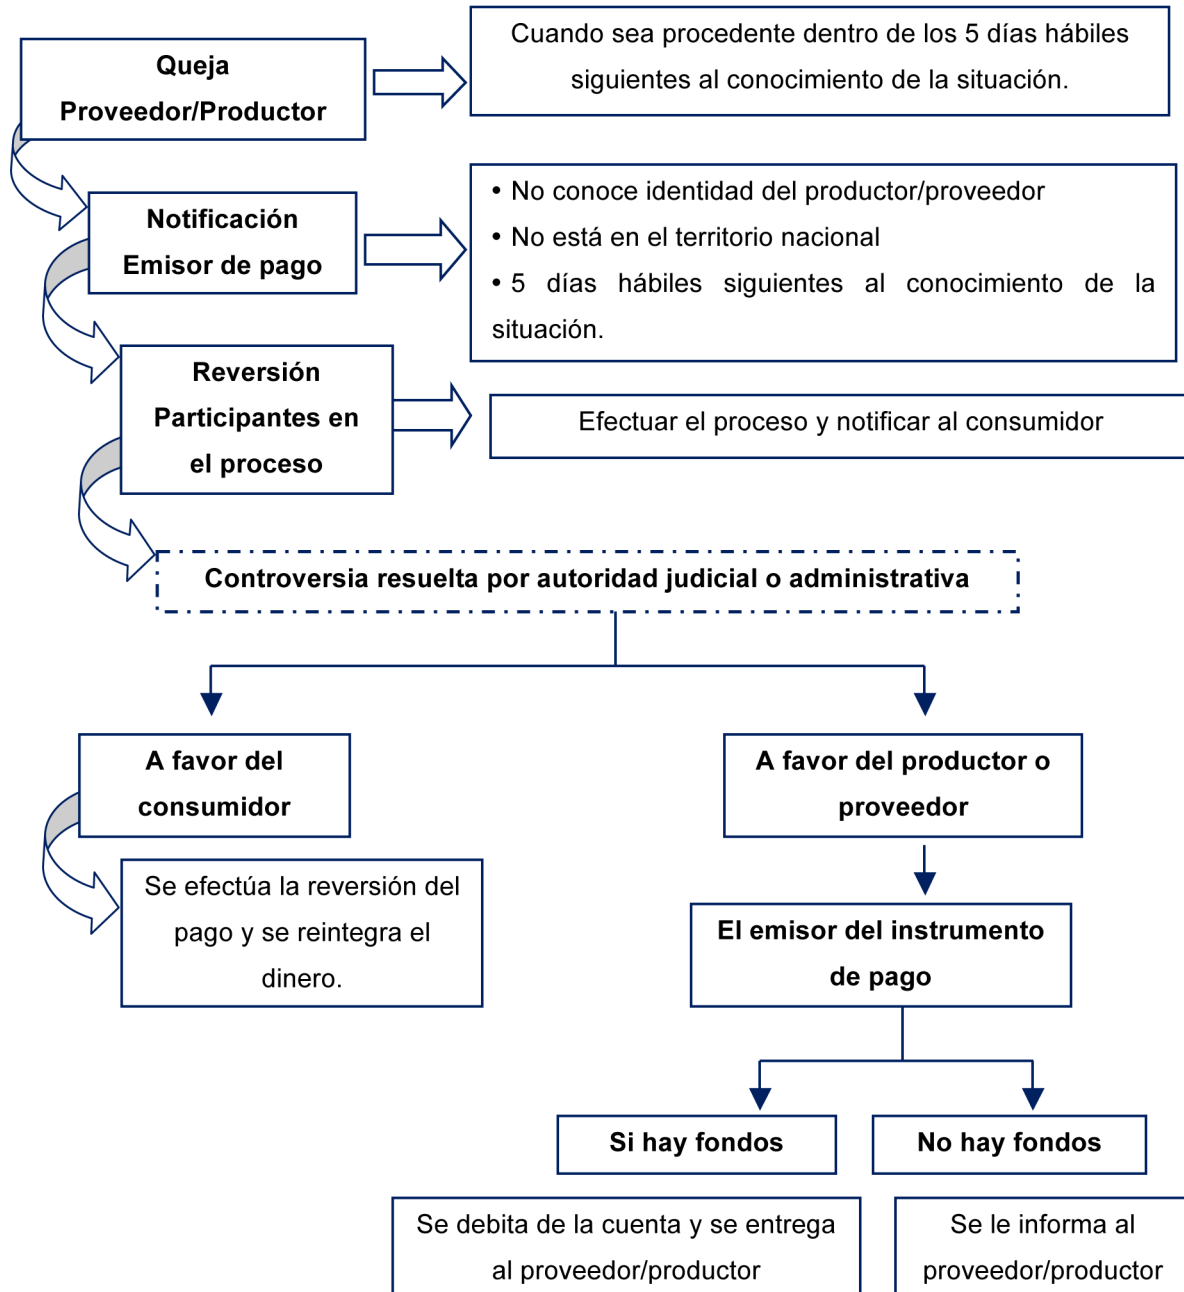 Queja
Proveedor/Productor
Cuando sea procedente dentro de los 5 días hábiles
siguientes al conocimiento de la situación.
Notificación
Emisor de pago
• No conoce identidad del productor/proveedor
• No está en el territorio nacional
• 5 días hábiles siguientes al conocimiento de la
situación.
Reversión
Participantes en
el proceso
Efectuar el proceso y notificar al consumidor
Controversia resuelta por autoridad judicial o administrativa
A favor del
consumidor
A favor del productor o
proveedor
Se efectúa la reversión del
pago y se reintegra el
dinero.
El emisor del instrumento
de pago
Si hay fondos
No hay fondos
Se debita de la cuenta y se entrega
al proveedor/productor
Se le informa al
proveedor/productor